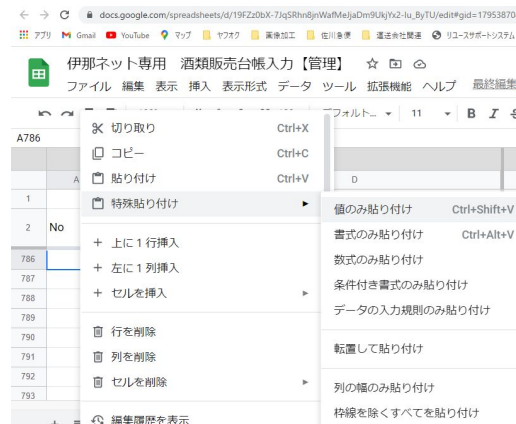 docs.google.com/spreadsheets/d/19FZz0bX-7JqSRhn8jnWafMeJjaDm9UkjYx2-Iu_ByTU/edit#gid=17953870
アプリ Gmail YouTube マップ ヤフオク 画像加工 佐川急便 運送会社関連 リユースサポートシステム
伊那ネット専用 酒類販売台帳入力【管理】
ファイル 編集 表示 挿入 表示形式 データ ツール 拡張機能 ヘルプ 最終編集
デフォルト... 11 B I S
A786
A D
1
2 No
786
787
788
789
790
791
792
793
切り取り Ctrl+X
コピー Ctrl+C
貼り付け Ctrl+V
特殊貼り付け
上に 1 行挿入
左に 1 列挿入
セルを挿入
行を削除
列を削除
セルを削除
編集履歴を表示
値のみ貼り付け Ctrl+Shift+V
書式のみ貼り付け Ctrl+Alt+V
数式のみ貼り付け
条件付き書式のみ貼り付け
データの入力規則のみ貼り付け
転置して貼り付け
列の幅のみ貼り付け
枠線を除くすべてを貼り付け